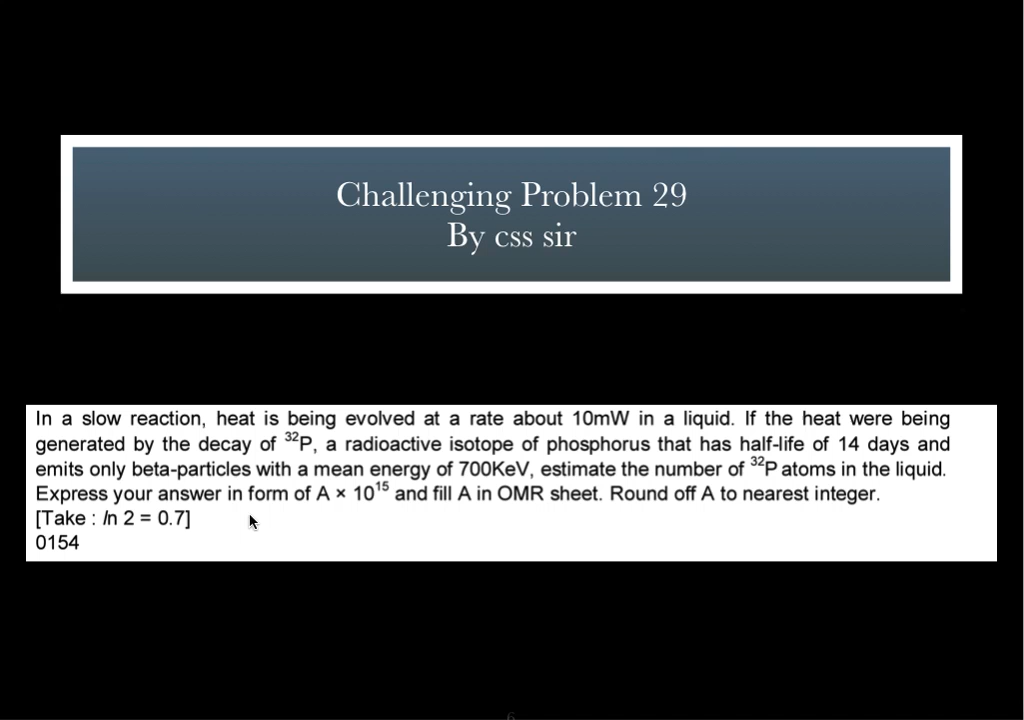 Challenging Problem 29
By css sir
In a slow reaction, heat is being evolved at a rate about 10mW in a liquid. If the heat were being
generated by the decay of ³²P, a radioactive isotope of phosphorus that has half-life of 14 days and
emits only beta-particles with a mean energy of 700KeV, estimate the number of ³²P atoms in the liquid.
Express your answer in form of A × 10¹⁵ and fill A in OMR sheet. Round off A to nearest integer.
[Take : ln 2 = 0.7]
0154